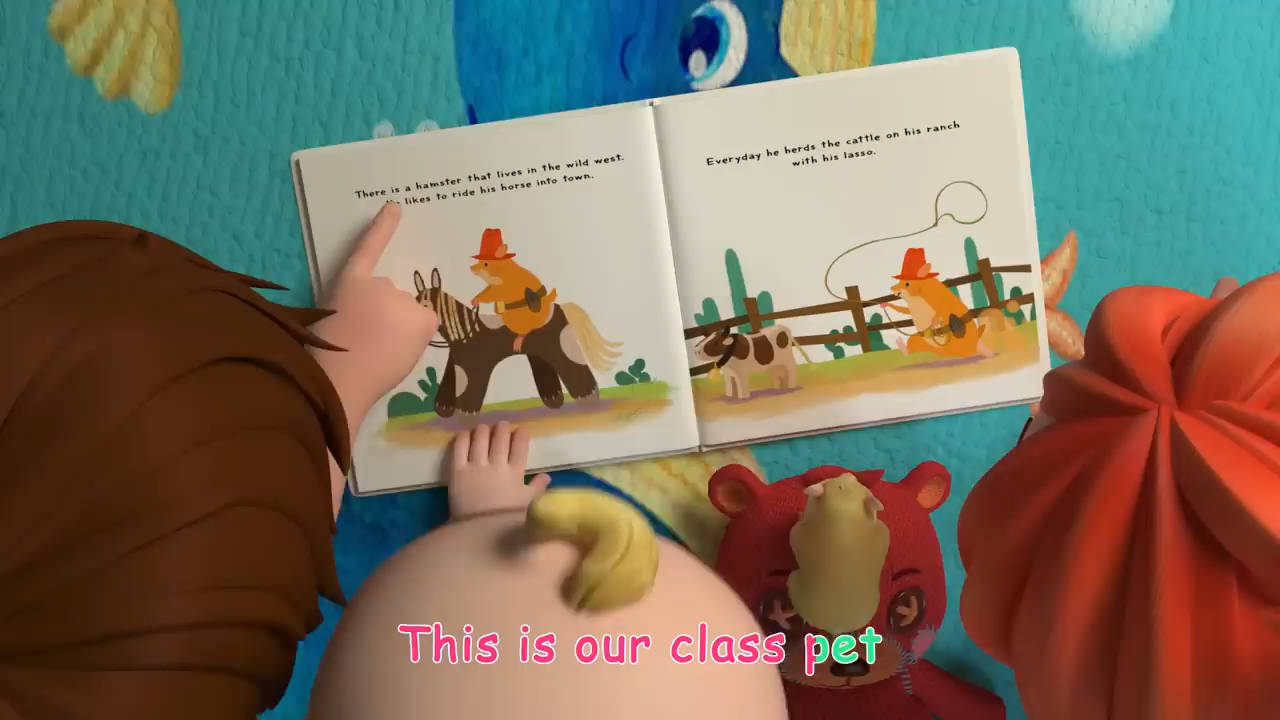 There is a hamster that lives in the wild west.
He likes to ride his horse into town.
Everyday he herds the cattle on his ranch
with his lasso.
This is our class pet